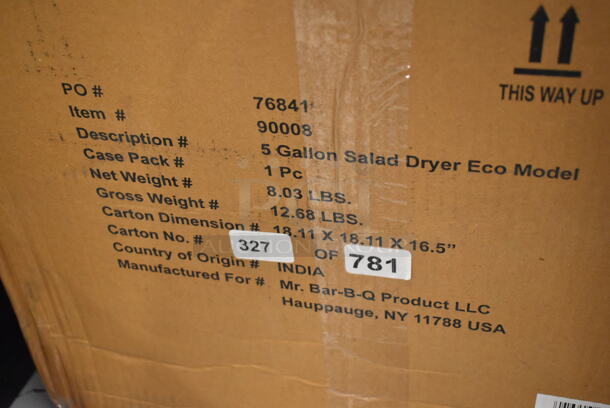 PO # 76841
Item # 90008
Description # 5 Gallon Salad Dryer Eco Model
Case Pack # 1 Pc
Net Weight # 8.03 LBS.
Gross Weight # 12.68 LBS.
Carton Dimension # 18.11 X 18.11 X 16.5"
Carton No. # 327 OF 781
Country of Origin # INDIA
Manufactured For # Mr. Bar-B-Q Product LLC
Hauppauge, NY 11788 USA
THIS WAY UP